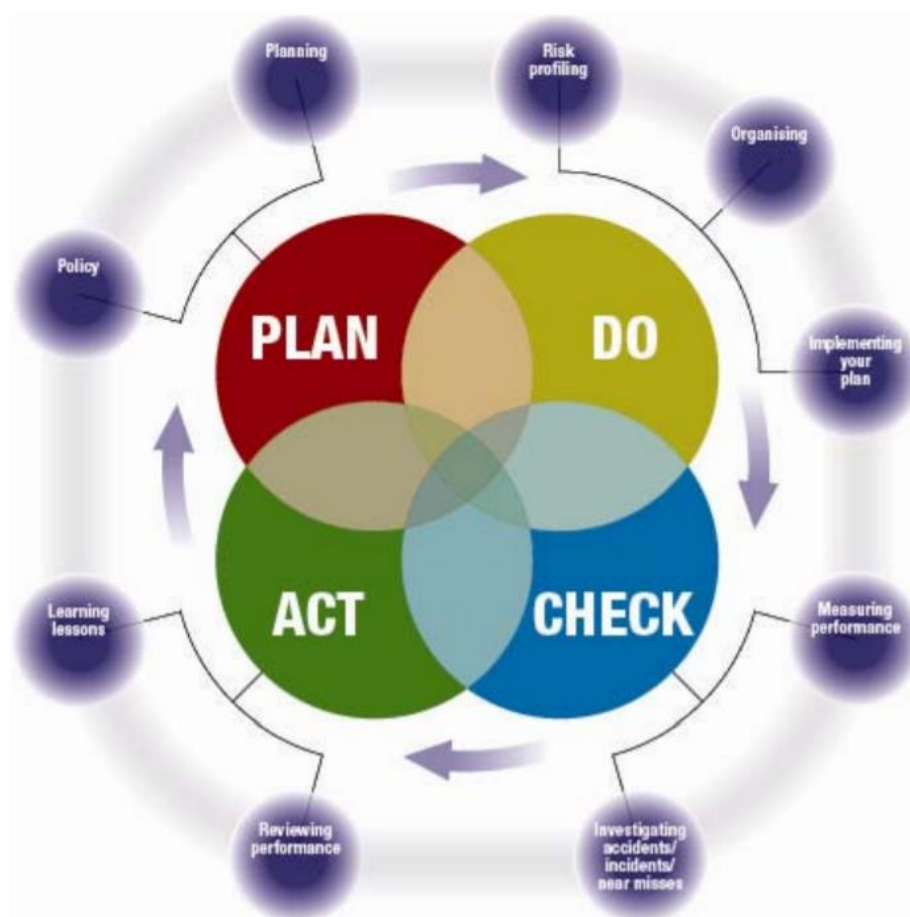 Planning
Risk
profiling
Organising
Policy
PLAN
DO
Implementing
your
plan
Learning
lessons
ACT
CHECK
Measuring
performance
Reviewing
performance
Investigating
accidents/
incidents/
near misses